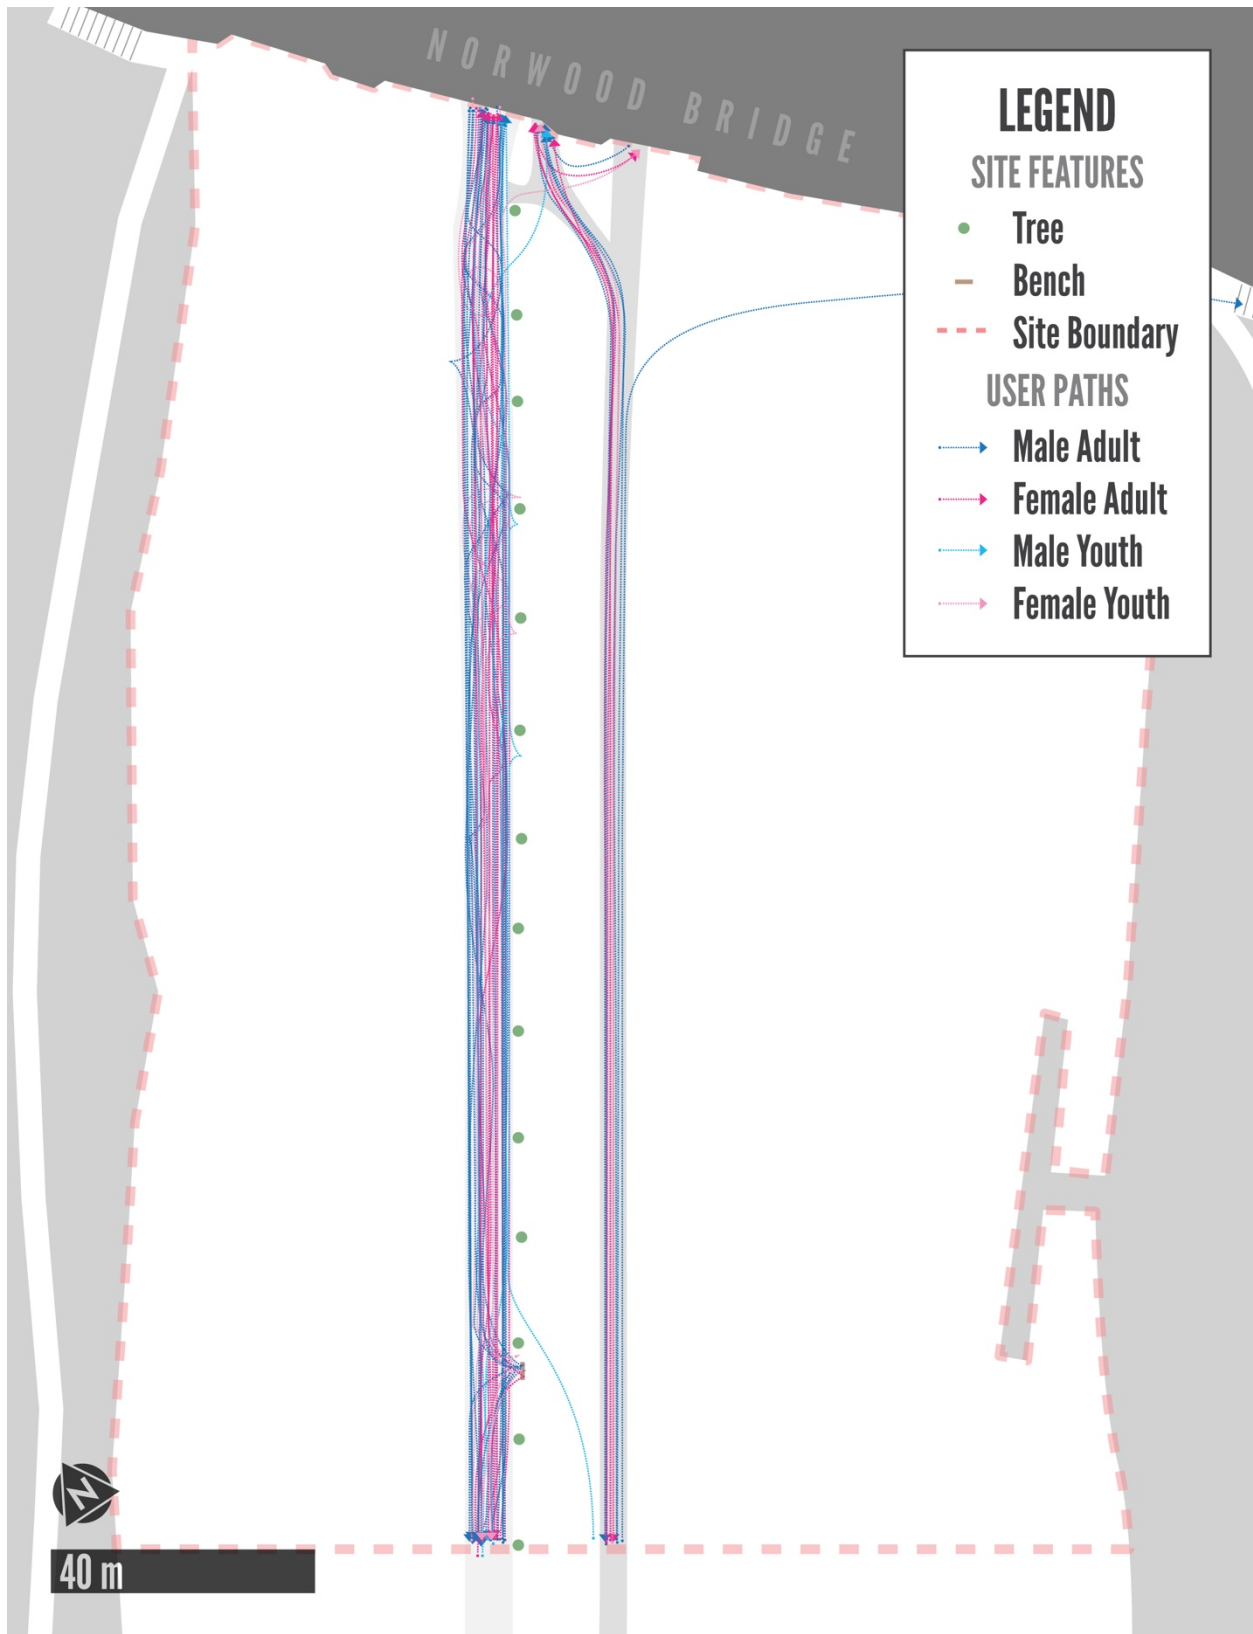 NORWOOD BRIDGE
LEGEND
SITE FEATURES
Tree
Bench
Site Boundary
USER PATHS
Male Adult
Female Adult
Male Youth
Female Youth
N
40 m